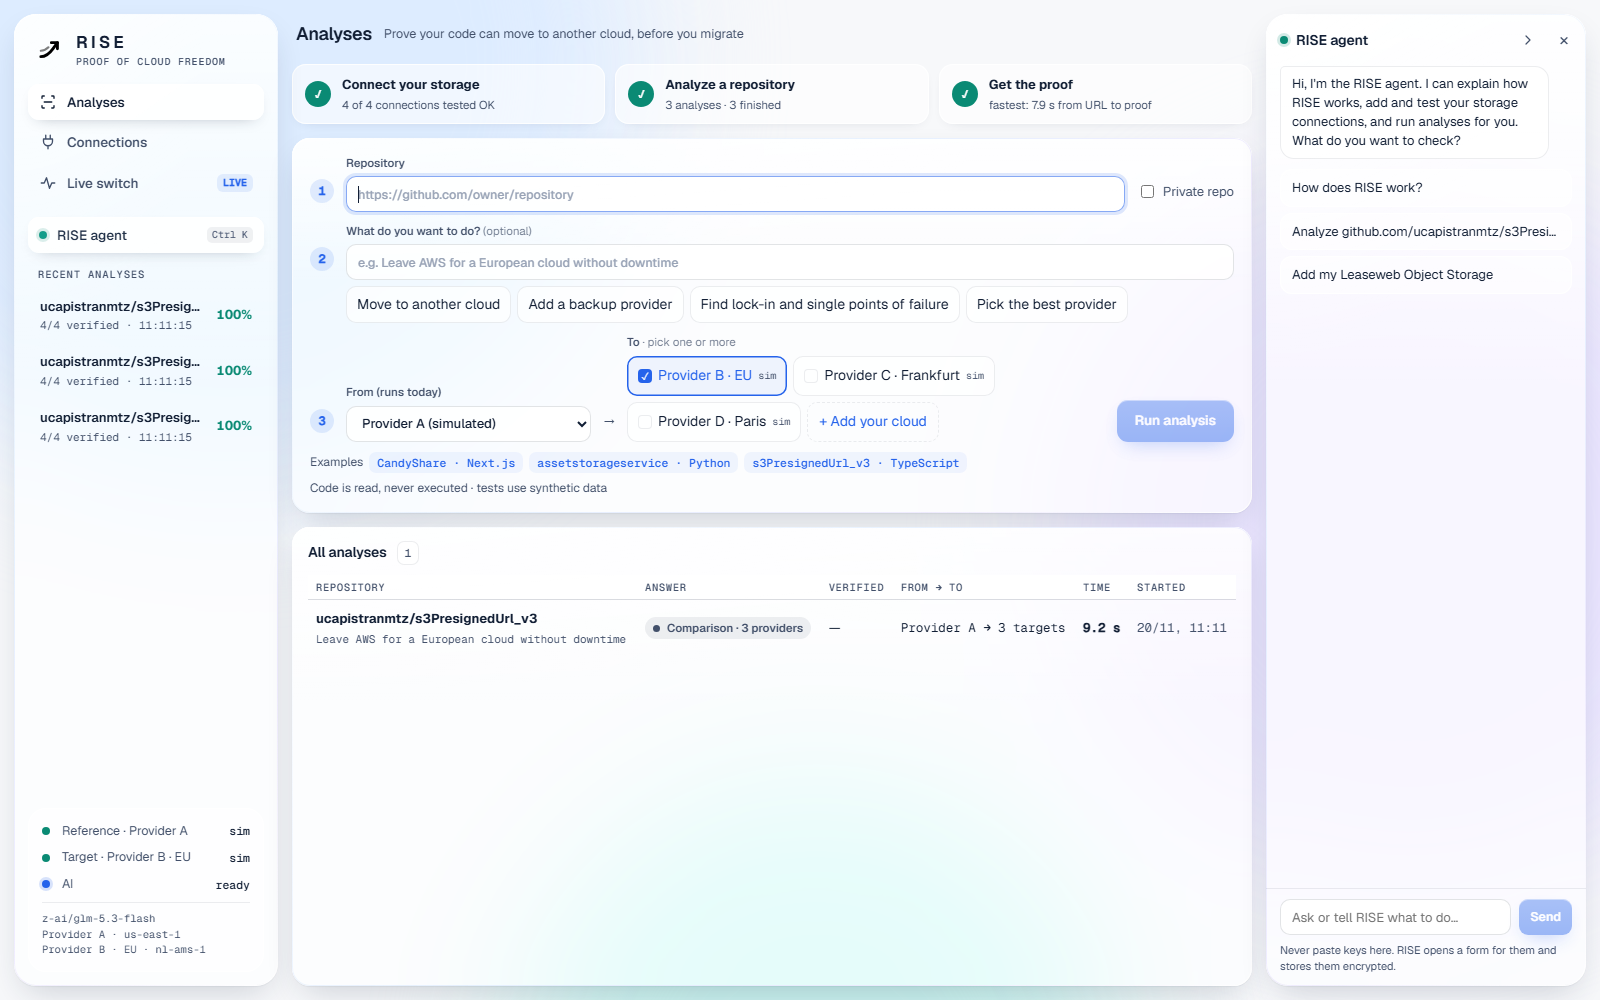 RISE
PROOF OF CLOUD FREEDOM
Analyses
Connections
Live switch LIVE
RISE agent Ctrl K
RECENT ANALYSES
ucapistranmtz/s3Presig… 100%
4/4 verified · 11:11:15
ucapistranmtz/s3Presig… 100%
4/4 verified · 11:11:15
ucapistranmtz/s3Presig… 100%
4/4 verified · 11:11:15
Reference · Provider A sim
Target · Provider B · EU sim
AI ready
z-ai/glm-5.3-flash
Provider A · us-east-1
Provider B · EU · nl-ams-1
Analyses Prove your code can move to another cloud, before you migrate
Connect your storage
4 of 4 connections tested OK
Analyze a repository
3 analyses · 3 finished
Get the proof
fastest: 7.9 s from URL to proof
Repository
1 https://github.com/owner/repository Private repo
What do you want to do? (optional)
2 e.g. Leave AWS for a European cloud without downtime
Move to another cloud Add a backup provider Find lock-in and single points of failure Pick the best provider
To · pick one or more
Provider B · EU sim Provider C · Frankfurt sim
From (runs today)
3 Provider A (simulated) → Provider D · Paris sim + Add your cloud Run analysis
Examples CandyShare · Next.js assetstorageservice · Python s3PresignedUrl_v3 · TypeScript
Code is read, never executed · tests use synthetic data
All analyses 1
REPOSITORY ANSWER VERIFIED FROM → TO TIME STARTED
ucapistranmtz/s3PresignedUrl_v3
Leave AWS for a European cloud without downtime
Comparison · 3 providers — Provider A → 3 targets 9.2 s 20/11, 11:11
RISE agent
Hi, I'm the RISE agent. I can explain how
RISE works, add and test your storage
connections, and run analyses for you.
What do you want to check?
How does RISE work?
Analyze github.com/ucapistranmtz/s3Presi…
Add my Leaseweb Object Storage
Ask or tell RISE what to do… Send
Never paste keys here. RISE opens a form for them and
stores them encrypted.